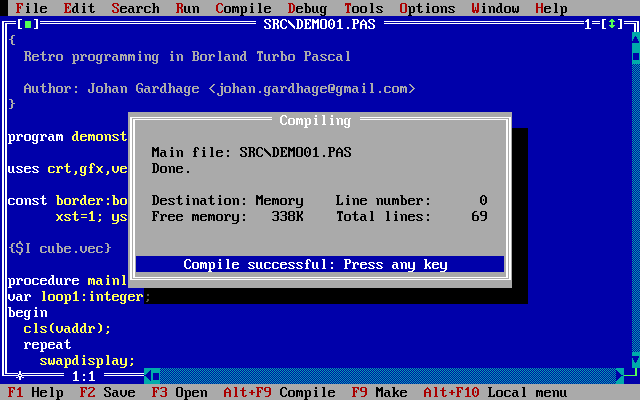 File Edit Search Run Compile Debug Tools Options Window Help
[■] SRC\DEMO01.PAS 1=[↕]
{
Retro programming in Borland Turbo Pascal
Author: Johan Gardhage <johan.gardhage@gmail.com>
}
Compiling
program demonst
Main file: SRC\DEMO01.PAS
uses crt,gfx,ve
Done.
const border:bo
Destination: Memory Line number: 0
xst=1; ys
Free memory: 338K Total lines: 69
{$I cube.vec}
Compile successful: Press any key
procedure mainl
var loop1:integer;
begin
cls(vaddr);
repeat
swapdisplay;
1:1
F1 Help F2 Save F3 Open Alt+F9 Compile F9 Make Alt+F10 Local menu